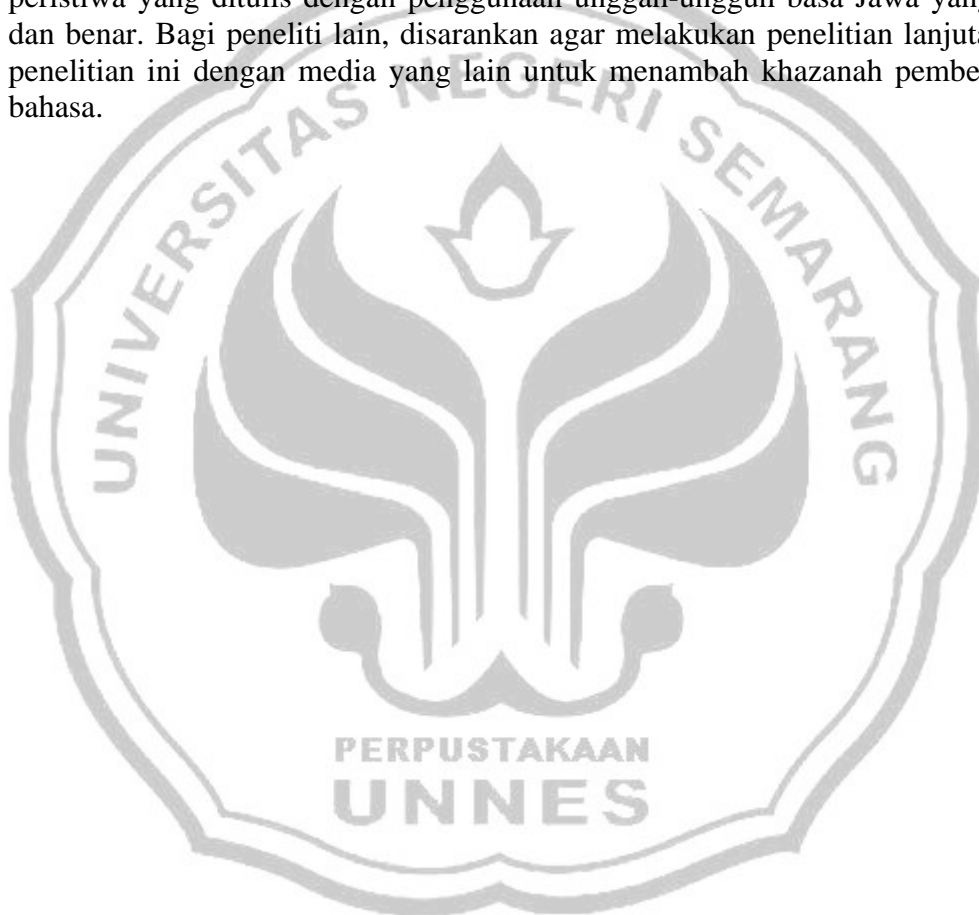 peristiwa yang ditulis dengan penggunaan unggah-ungguh basa Jawa yang
dan benar. Bagi peneliti lain, disarankan agar melakukan penelitian lanjuta
penelitian ini dengan media yang lain untuk menambah khazanah pembe
bahasa.
UNIVERSITAS NEGERI SEMARANG
PERPUSTAKAAN
UNNES